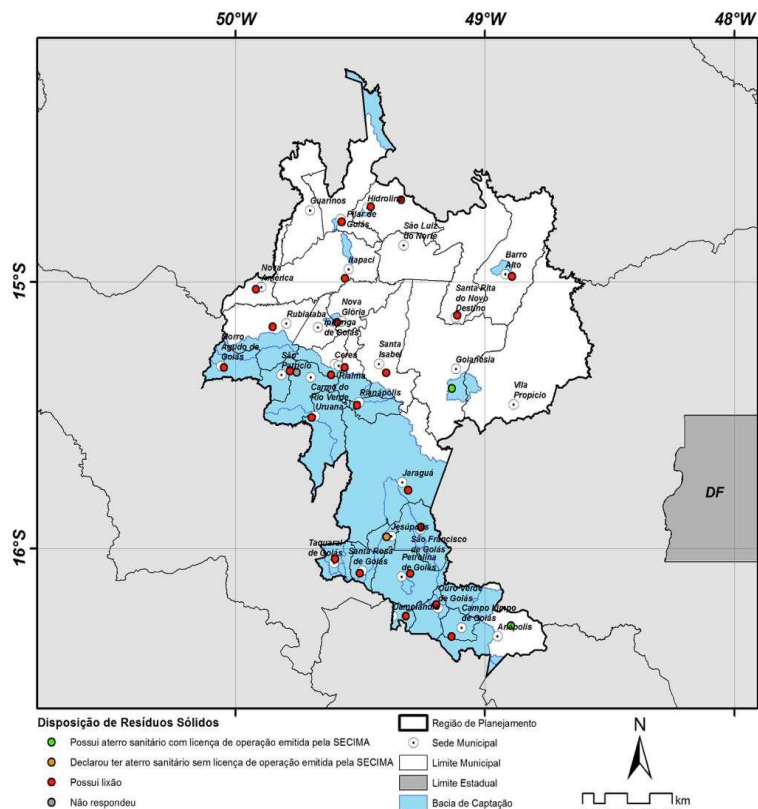 50°W 49°W 48°W
Guarinos
Hidrolina
Pilar de
Goiás
São Luiz
do Norte
Itapaci
Barro
Alto
15°S
Nova
América
Santa Rita
do Novo
Destino
Nova
Glória
Rubiataba
Ipiranga
de Goiás
Morro
Agudo de
Goiás
São
Patrício
Ceres
Rialma
Santa
Isabel
Goianésia
Carmo do
Rio Verde
Rianápolis
Vila
Propício
Uruana
Jaraguá
DF
16°S
Jesúpolis
Taquaral
de Goiás
São Francisco
de Goiás
Santa Rosa
de Goiás
Petrolina
de Goiás
Ouro Verde
de Goiás
Damolândia
Campo Limpo
de Goiás
Anápolis
50°W 49°W 48°W
Disposição de Resíduos Sólidos
Possui aterro sanitário com licença de operação emitida pela SECIMA
Declarou ter aterro sanitário sem licença de operação emitida pela SECIMA
Possui lixão
Não respondeu
Região de Planejamento
Sede Municipal
Limite Municipal
Limite Estadual
Bacia de Captação
N
km